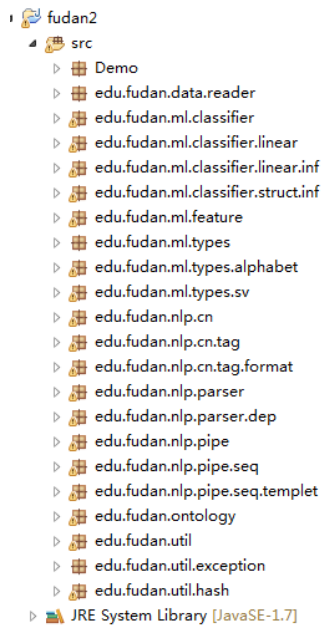 fudan2
src
Demo
edu.fudan.data.reader
edu.fudan.ml.classifier
edu.fudan.ml.classifier.linear
edu.fudan.ml.classifier.linear.inf
edu.fudan.ml.classifier.struct.inf
edu.fudan.ml.feature
edu.fudan.ml.types
edu.fudan.ml.types.alphabet
edu.fudan.ml.types.sv
edu.fudan.nlp.cn
edu.fudan.nlp.cn.tag
edu.fudan.nlp.cn.tag.format
edu.fudan.nlp.parser
edu.fudan.nlp.parser.dep
edu.fudan.nlp.pipe
edu.fudan.nlp.pipe.seq
edu.fudan.nlp.pipe.seq.templet
edu.fudan.ontology
edu.fudan.util
edu.fudan.util.exception
edu.fudan.util.hash
JRE System Library [JavaSE-1.7]